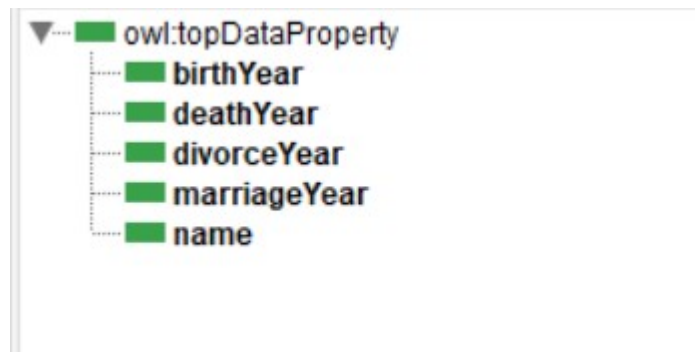 owl:topDataProperty
birthYear
deathYear
divorceYear
marriageYear
name